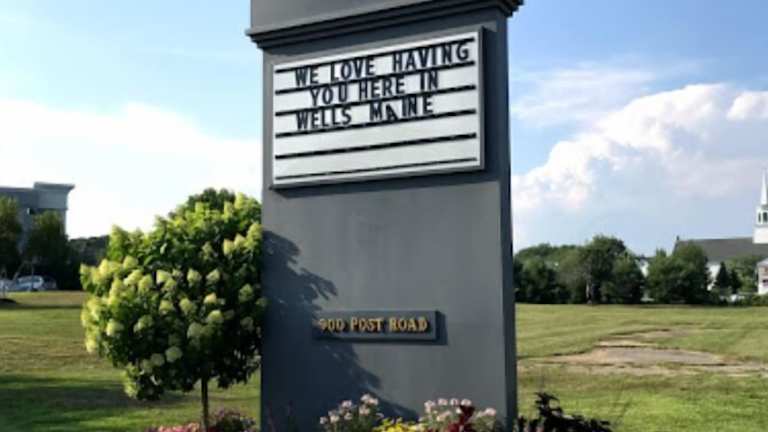 WE LOVE HAVING
YOU HERE IN
WELLS MAINE
900 POST ROAD